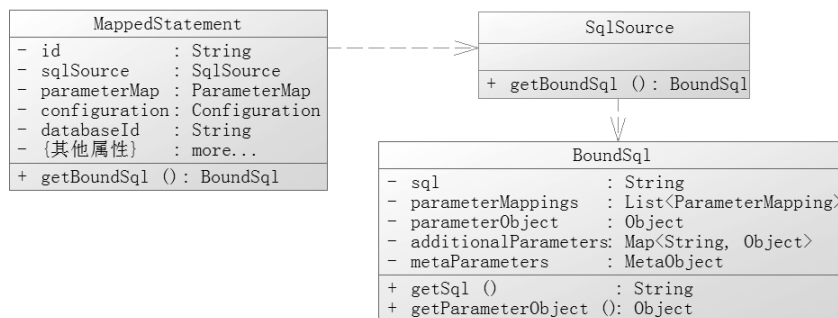 MappedStatement
- id : String
- sqlSource : SqlSource
- parameterMap : ParameterMap
- configuration : Configuration
- databaseId : String
- {其他属性} : more...
+ getBoundSql () : BoundSql
SqlSource
+ getBoundSql () : BoundSql
BoundSql
- sql : String
- parameterMappings : List<ParameterMapping>
- parameterObject : Object
- additionalParameters : Map<String, Object>
- metaParameters : MetaObject
+ getSql () : String
+ getParameterObject () : Object